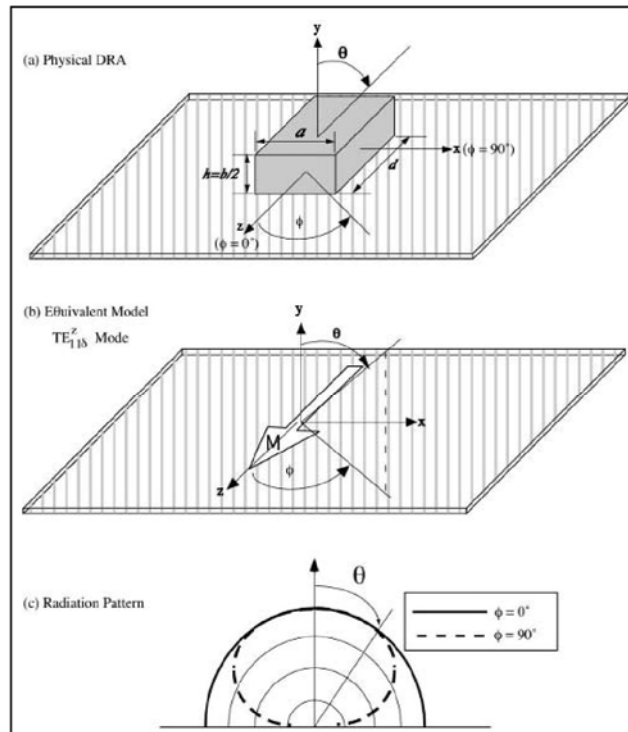 (a) Physical DRA
y
θ
a
x (ϕ = 90°)
h=b/2
d
z
ϕ
(ϕ = 0°)
(b) Eθuivalent Model
TE^z_11δ Mode
y
θ
x
M
ϕ
z
(c) Radiation Pattern
θ
ϕ = 0°
ϕ = 90°